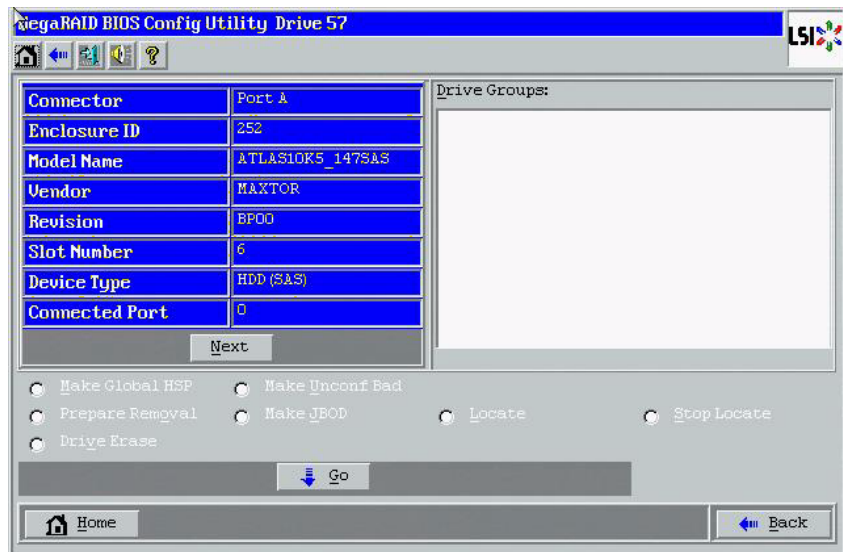 MegaRAID BIOS Config Utility Drive 57
LSI
Connector Port A
Enclosure ID 252
Model Name ATLAS10K5_147SAS
Vendor MAXTOR
Revision BP00
Slot Number 6
Device Type HDD(SAS)
Connected Port 0
Next
Drive Groups:
Make Global HSP Make Unconf Bad
Prepare Removal Make JBOD Locate Stop Locate
Drive Erase
Go
Home Back